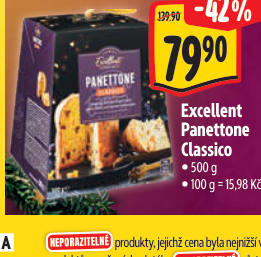 -42%
139,90
79 90
Excellent
PANETTONE
CLASSICO
Excellent
Panettone
Classico
• 500 g
• 100 g = 15,98 Kč
A
NEPORAZITELNÉ produkty, jejichž cena byla nejnižší v